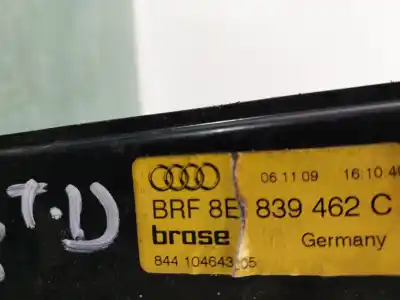 06 11 09 16:10:4
BRF 8E 839 462 C
brose Germany
844 104643 05
T.D